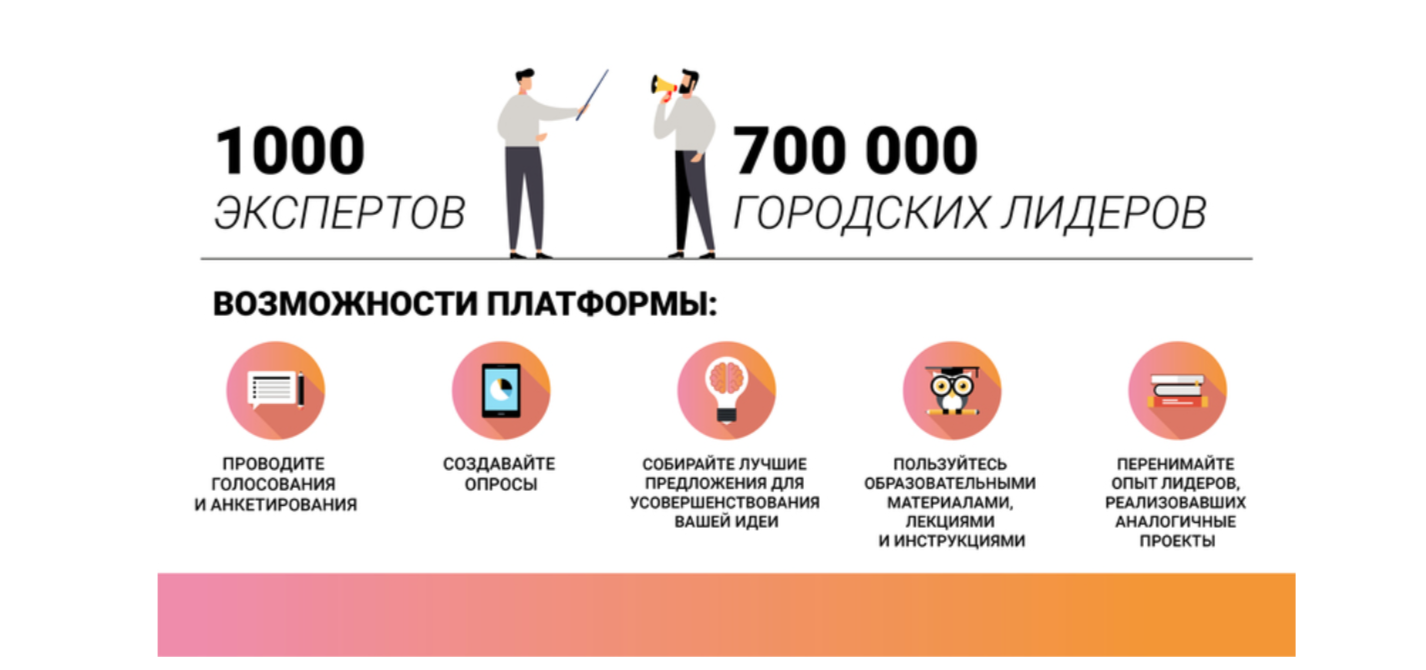 1000
ЭКСПЕРТОВ
700 000
ГОРОДСКИХ ЛИДЕРОВ
ВОЗМОЖНОСТИ ПЛАТФОРМЫ:
ПРОВОДИТЕ
ГОЛОСОВАНИЯ
И АНКЕТИРОВАНИЯ
СОЗДАВАЙТЕ
ОПРОСЫ
СОБИРАЙТЕ ЛУЧШИЕ
ПРЕДЛОЖЕНИЯ ДЛЯ
УСОВЕРШЕНСТВОВАНИЯ
ВАШЕЙ ИДЕИ
ПОЛЬЗУЙТЕСЬ
ОБРАЗОВАТЕЛЬНЫМИ
МАТЕРИАЛАМИ,
ЛЕКЦИЯМИ
И ИНСТРУКЦИЯМИ
ПЕРЕНИМАЙТЕ
ОПЫТ ЛИДЕРОВ,
РЕАЛИЗОВАВШИХ
АНАЛОГИЧНЫЕ
ПРОЕКТЫ